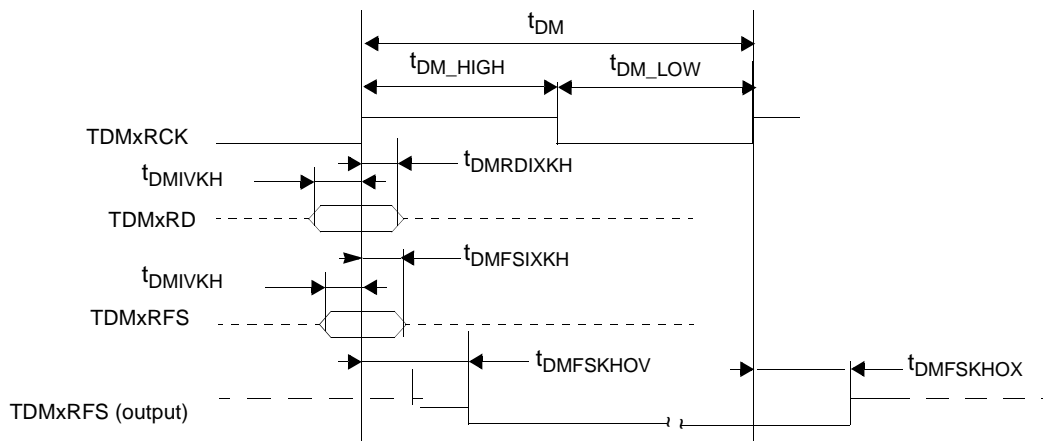 tDM
tDM_HIGH
tDM_LOW
TDMxRCK
tDMRDIXKH
tDMIVKH
TDMxRD
tDMFSIXKH
tDMIVKH
TDMxRFS
tDMFSKHOV
tDMFSKHOX
TDMxRFS (output)